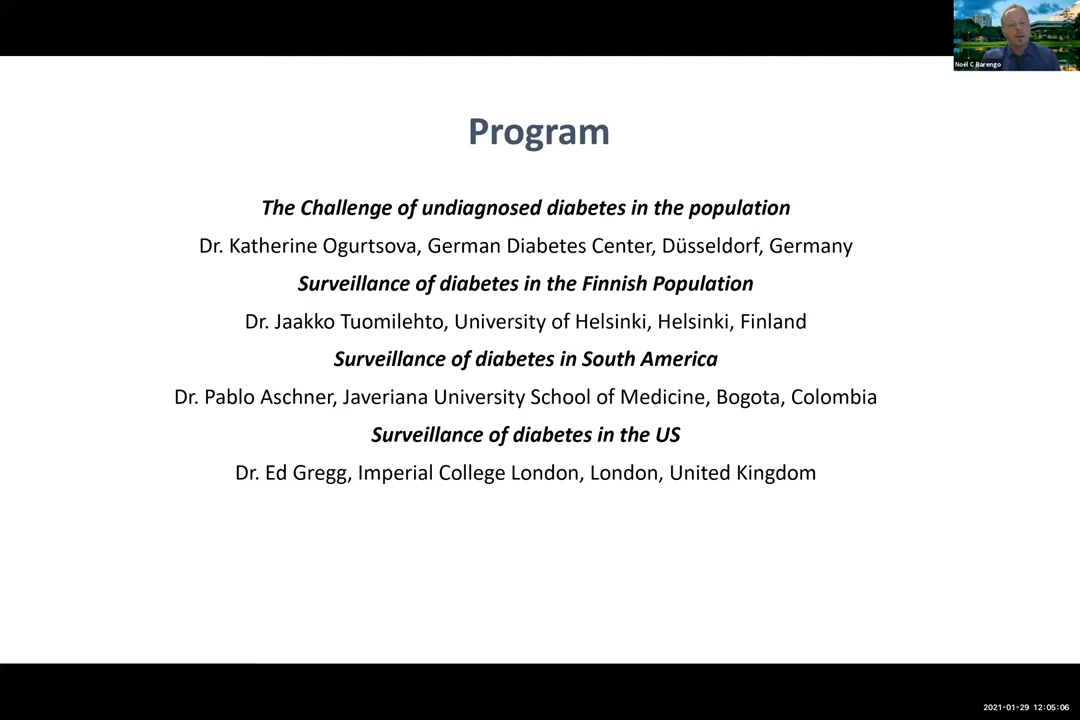 Noël C Barengo
Program
The Challenge of undiagnosed diabetes in the population
Dr. Katherine Ogurtsova, German Diabetes Center, Düsseldorf, Germany
Surveillance of diabetes in the Finnish Population
Dr. Jaakko Tuomilehto, University of Helsinki, Helsinki, Finland
Surveillance of diabetes in South America
Dr. Pablo Aschner, Javeriana University School of Medicine, Bogota, Colombia
Surveillance of diabetes in the US
Dr. Ed Gregg, Imperial College London, London, United Kingdom
2021-01-29 12:05:06